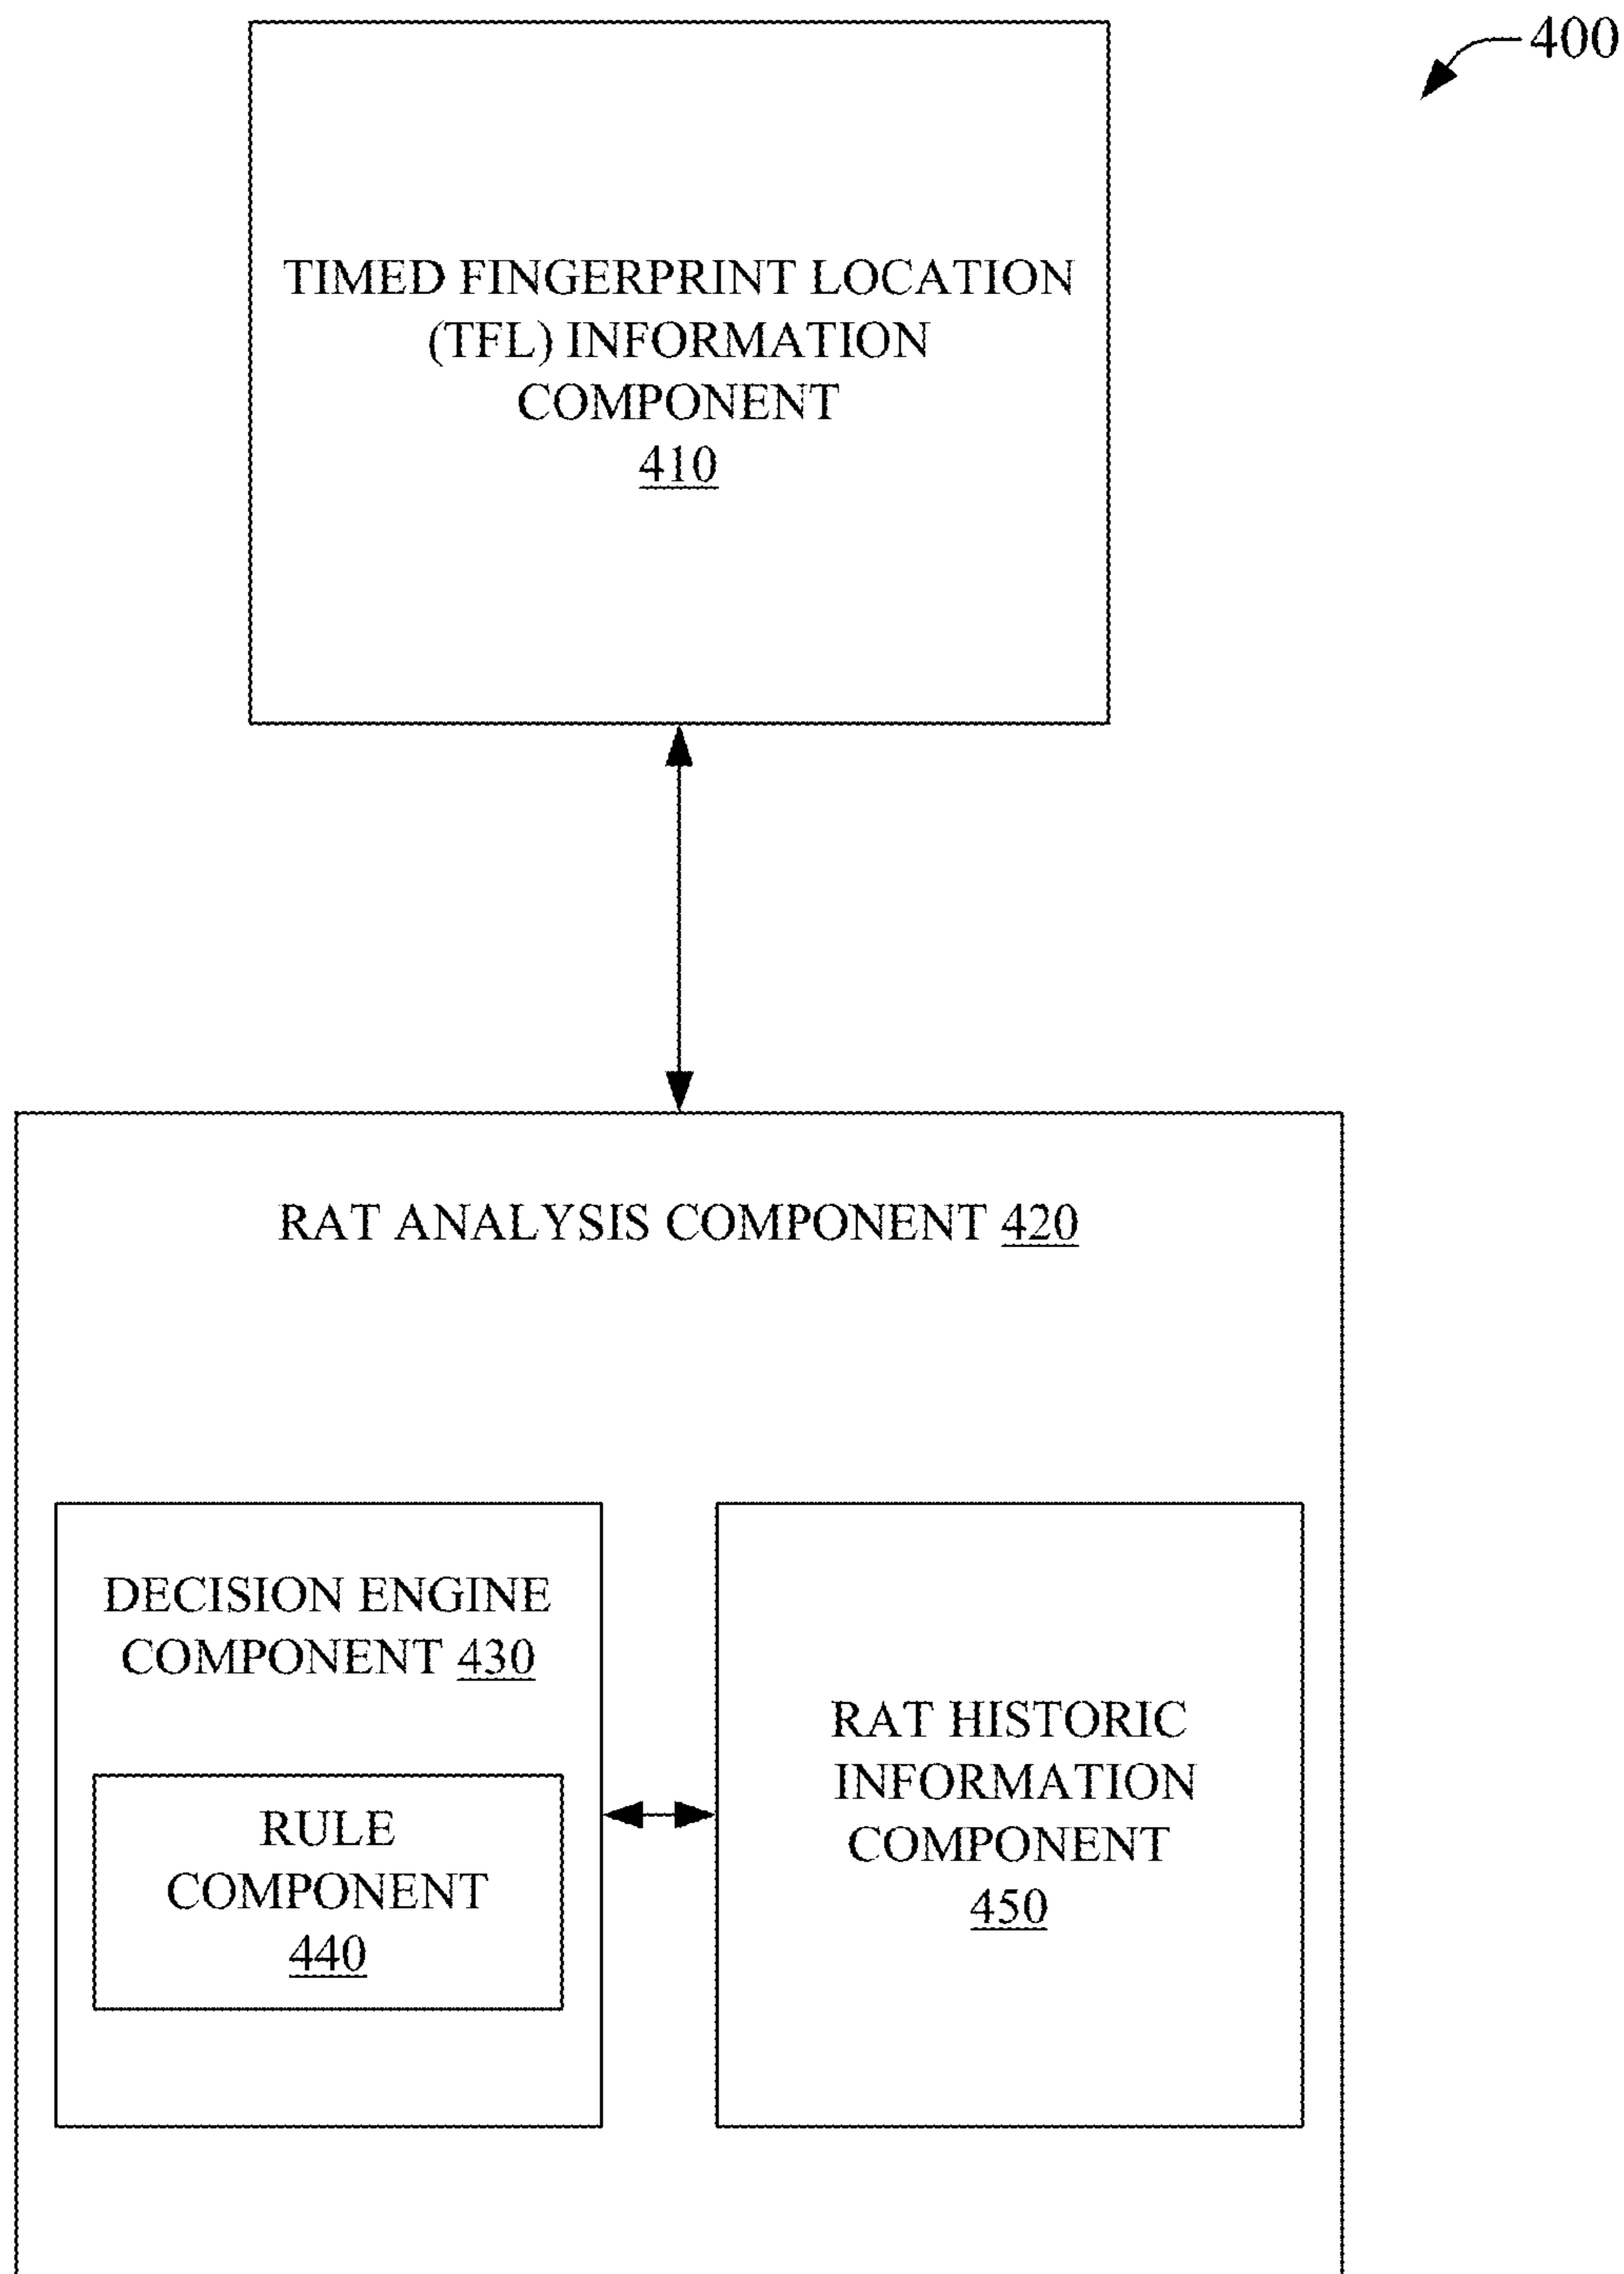 400
TIMED FINGERPRINT LOCATION
(TFL) INFORMATION
COMPONENT
410
RAT ANALYSIS COMPONENT 420
DECISION ENGINE
COMPONENT 430
RULE
COMPONENT
440
RAT HISTORIC
INFORMATION
COMPONENT
450